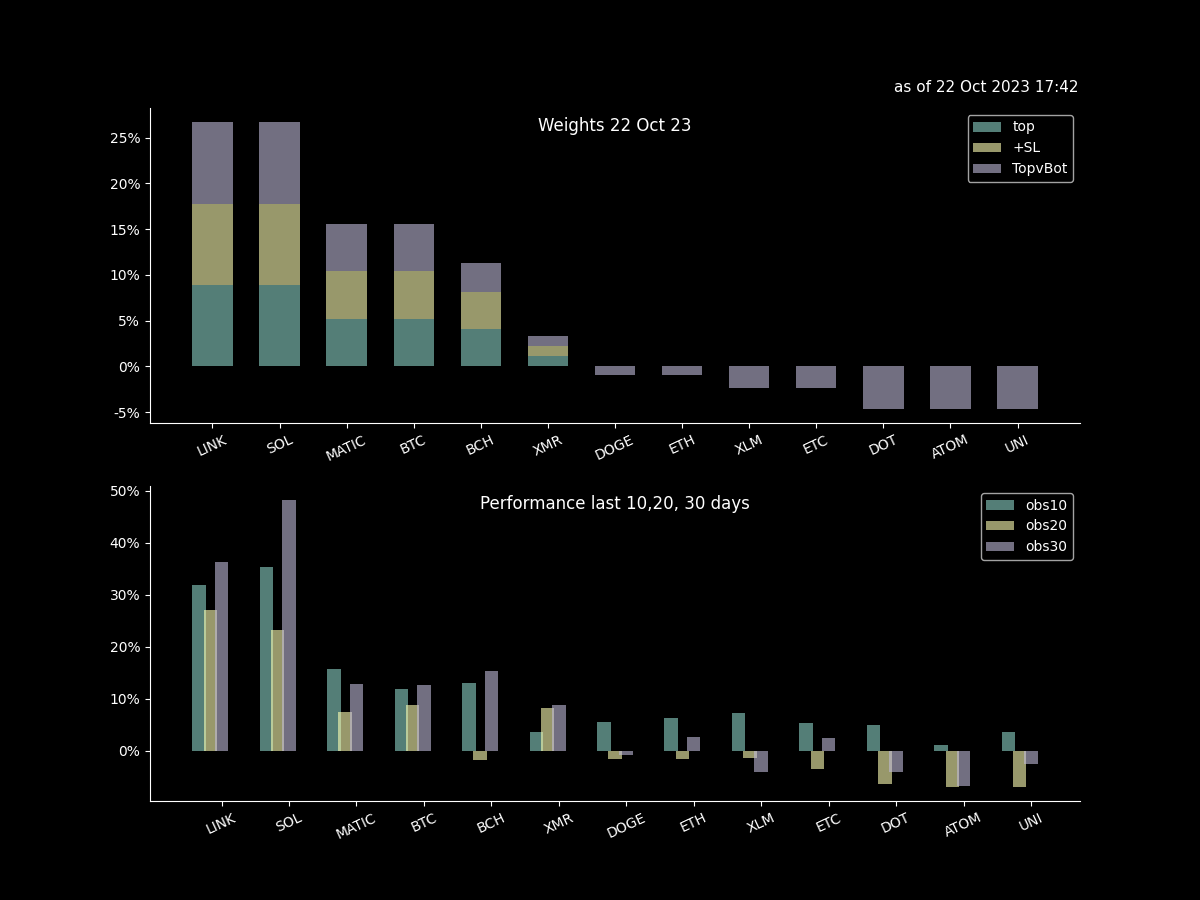 as of 22 Oct 2023 17:42
Weights 22 Oct 23
top
+SL
TopvBot
25%
20%
15%
10%
5%
0%
-5%
LINK SOL MATIC BTC BCH XMR DOGE ETH XLM ETC DOT ATOM UNI
Performance last 10,20, 30 days
obs10
obs20
obs30
50%
40%
30%
20%
10%
0%
LINK SOL MATIC BTC BCH XMR DOGE ETH XLM ETC DOT ATOM UNI